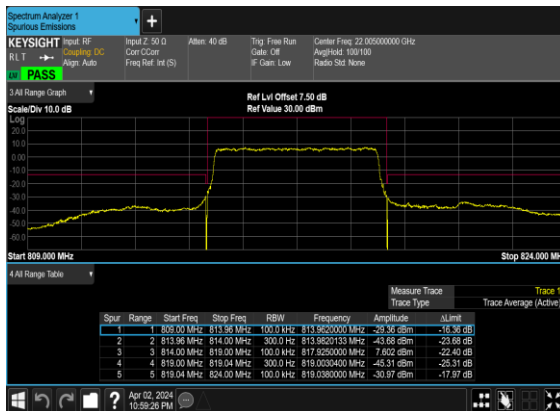 Spectrum Analyzer 1
Spurious Emissions
+
KEYSIGHT Input: RF Input Z: 50 Ω Atten: 40 dB Trig: Free Run Center Freq: 22.005000000 GHz
RLT Coupling: DC Corr CCorr Gate: Off Avg|Hold: 100/100
Align: Auto Freq Ref: Int (S) IF Gain: Low Radio Std: None
PASS
3 All Range Graph
Ref Lvl Offset 7.50 dB
Scale/Div 10.0 dB Ref Value 30.00 dBm
Log
20.0
10.0
0.00
-10.0
-20.0
-30.0
-40.0
-50.0
-60.0
Start 809.000 MHz Stop 824.000 MH
4 All Range Table
Measure Trace Trace 1
Trace Type Trace Average (Active)
Spur Range Start Freq Stop Freq RBW Frequency Amplitude ΔLimit
1 1 809.00 MHz 813.96 MHz 100.0 kHz 813.9620000 MHz -29.36 dBm -16.36 dB
2 2 813.96 MHz 814.00 MHz 300.0 Hz 813.9820133 MHz -43.68 dBm -23.68 dB
3 3 814.00 MHz 819.00 MHz 100.0 kHz 817.9250000 MHz 7.602 dBm -22.40 dB
4 4 819.00 MHz 819.04 MHz 300.0 Hz 819.0030400 MHz -45.31 dBm -25.31 dB
5 5 819.04 MHz 824.00 MHz 100.0 kHz 819.0380000 MHz -30.97 dBm -17.97 dB
? Apr 02, 2024
10:59:26 PM